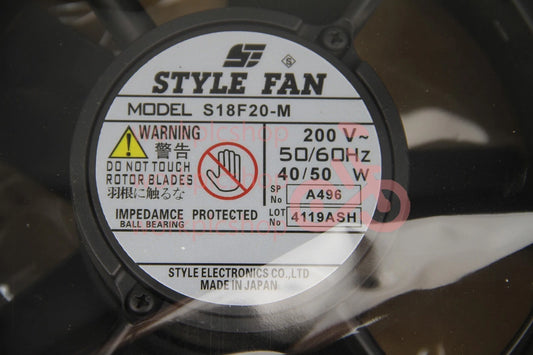 STYLE FAN
MODEL S18F20-M
WARNING
警告
DO NOT TOUCH
ROTOR BLADES
羽根に触るな
200 V~
50/60Hz
40/50 W
SP No A496
LOT No 4119ASH
IMPEDAMCE PROTECTED
BALL BEARING
STYLE ELECTRONICS CO.,LTD
MADE IN JAPAN